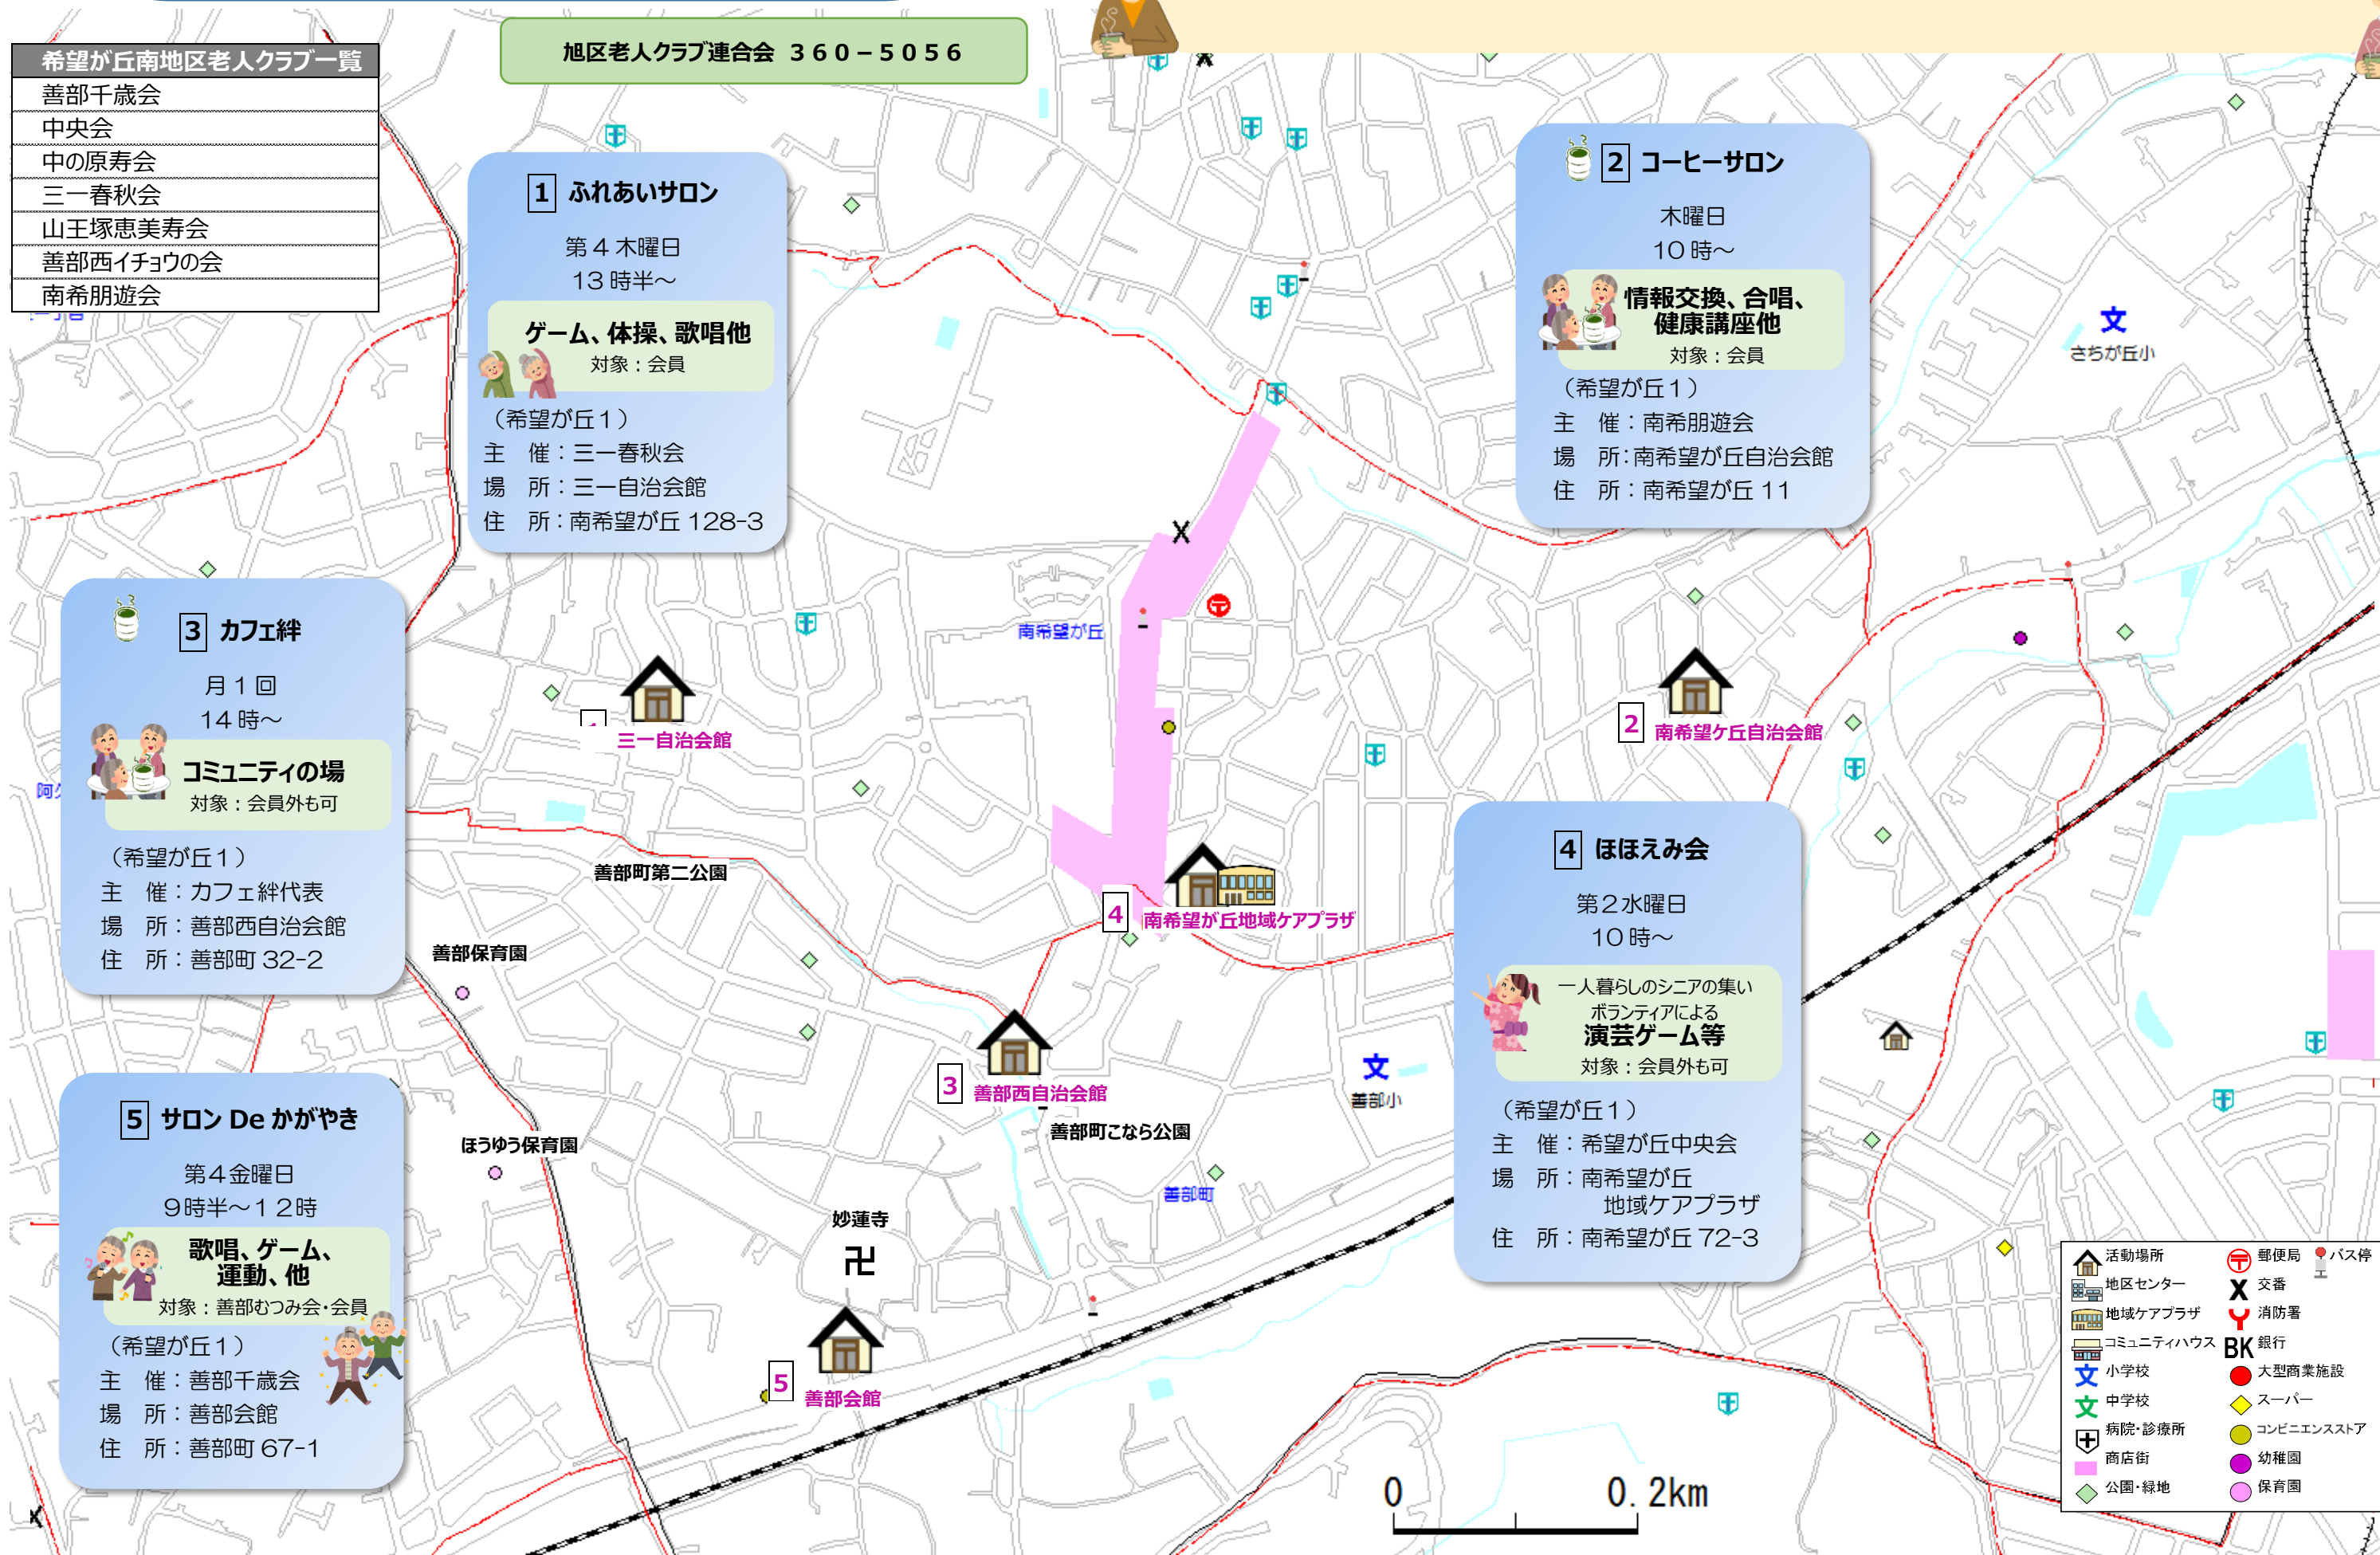 旭区老人クラブ連合会 ３６０－５０５６
希望が丘南地区老人クラブ一覧
善部千歳会
中央会
中の原寿会
三一春秋会
山王塚恵美寿会
善部西イチョウの会
南希朋遊会
1 ふれあいサロン
第４木曜日
13時半～
ゲーム、体操、歌唱他
対象：会員
（希望が丘１）
主　催：三一春秋会
場　所：三一自治会館
住　所：南希望が丘 128-3
2 コーヒーサロン
木曜日
10時～
情報交換、合唱、
健康講座他
対象：会員
（希望が丘１）
主　催：南希朋遊会
場　所：南希望が丘自治会館
住　所：南希望が丘 11
3 カフェ絆
月１回
14時～
コミュニティの場
対象：会員外も可
（希望が丘１）
主　催：カフェ絆代表
場　所：善部西自治会館
住　所：善部町 32-2
4 ほほえみ会
第２水曜日
10時～
一人暮らしのシニアの集い
ボランティアによる
演芸ゲーム等
対象：会員外も可
（希望が丘１）
主　催：希望が丘中央会
場　所：南希望が丘
地域ケアプラザ
住　所：南希望が丘 72-3
5 サロン De かがやき
第４金曜日
９時半～１２時
歌唱、ゲーム、
運動、他
対象：善部むつみ会・会員
（希望が丘１）
主　催：善部千歳会
場　所：善部会館
住　所：善部町 67-1
さちが丘小
南希望が丘
三一自治会館
2 南希望ケ丘自治会館
善部町第二公園
4 南希望が丘地域ケアプラザ
善部保育園
3 善部西自治会館
善部小
善部町こなら公園
ほうゆう保育園
善部町
妙蓮寺
5 善部会館
0 0.2km
活動場所
地区センター
地域ケアプラザ
コミュニティハウス
文 小学校
文 中学校
病院・診療所
商店街
公園・緑地
郵便局
バス停
X 交番
消防署
BK 銀行
大型商業施設
スーパー
コンビニエンスストア
幼稚園
保育園